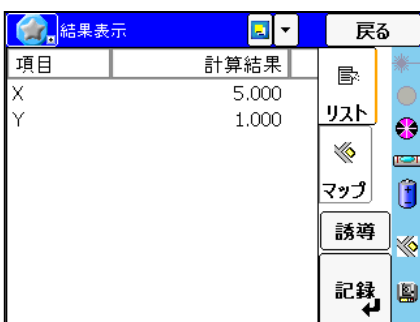 結果表示
戻る
項目 計算結果
X 5.000
Y 1.000
リスト
マップ
誘導
記録